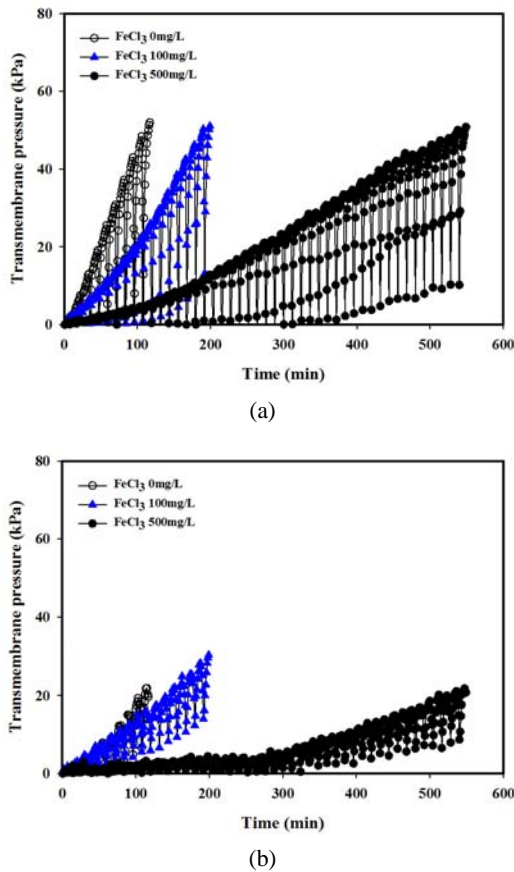 80
FeCl3 0mg/L
FeCl3 100mg/L
FeCl3 500mg/L
60
40
20
0
Transmembrane pressure (kPa)
0 100 200 300 400 500 600
Time (min)
(a)
80
FeCl3 0mg/L
FeCl3 100mg/L
FeCl3 500mg/L
60
40
20
0
Transmembrane pressure (kPa)
0 100 200 300 400 500 600
Time (min)
(b)